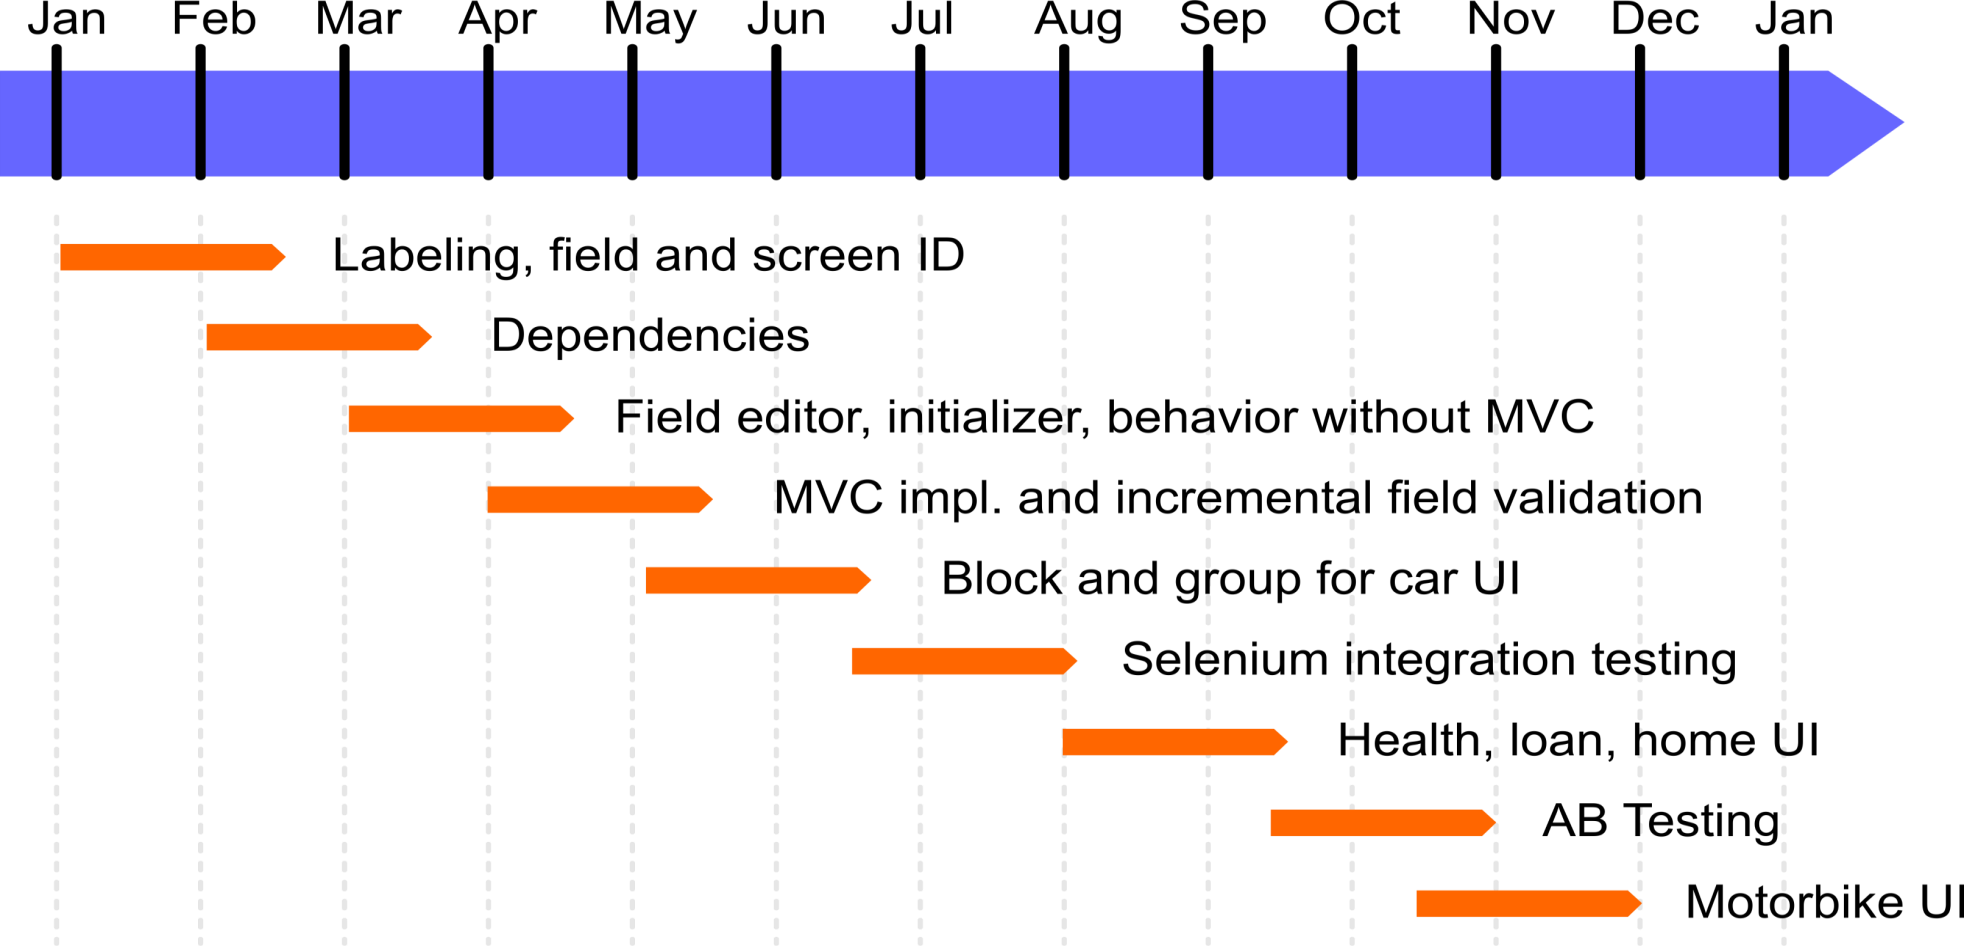 Jan Feb Mar Apr May Jun Jul Aug Sep Oct Nov Dec Jan
Labeling, field and screen ID
Dependencies
Field editor, initializer, behavior without MVC
MVC impl. and incremental field validation
Block and group for car UI
Selenium integration testing
Health, loan, home UI
AB Testing
Motorbike UI